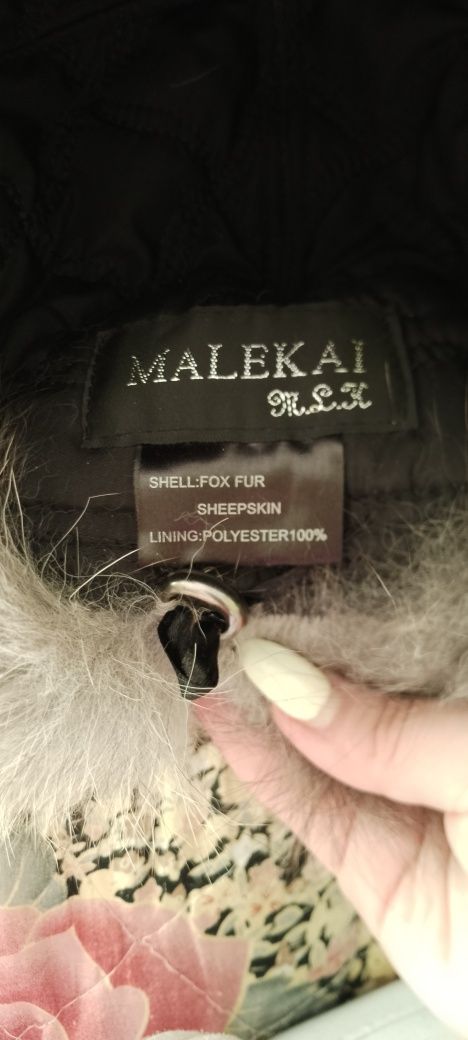 MALEKAI
M.L.K
SHELL:FOX FUR
SHEEPSKIN
LINING:POLYESTER100%